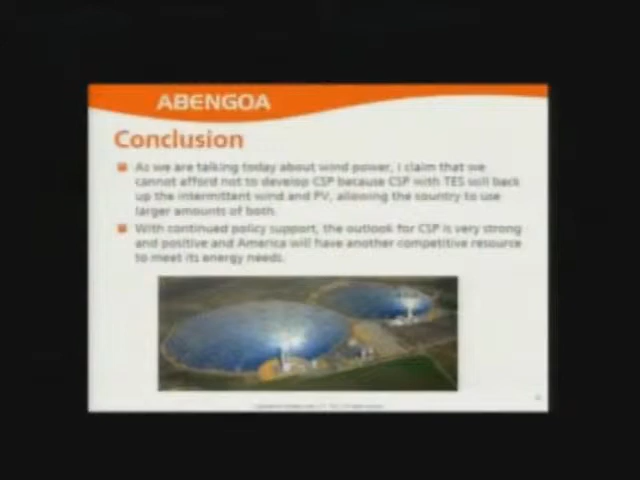 ABENGOA
Conclusion
As we are talking today about wind power, I claim that we
cannot afford not to develop CSP because CSP with TES will back
up the intermittent wind and PV, allowing the country to use
larger amounts of both.
With continued policy support, the outlook for CSP is very strong
and positive and America will have another competitive resource
to meet its energy needs.